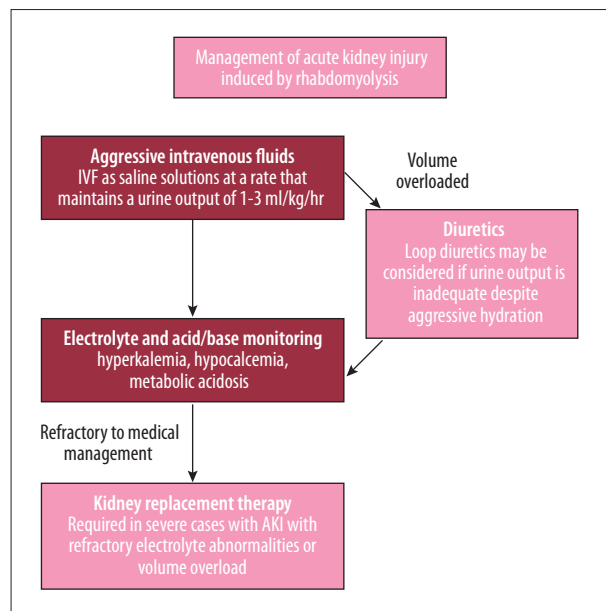 Management of acute kidney injury
induced by rhabdomyolysis
Aggressive intravenous fluids
IVF as saline solutions at a rate that
maintains a urine output of 1-3 ml/kg/hr
Volume
overloaded
Diuretics
Loop diuretics may be
considered if urine output is
inadequate despite
aggressive hydration
Electrolyte and acid/base monitoring
hyperkalemia, hypocalcemia,
metabolic acidosis
Refractory to medical
management
Kidney replacement therapy
Required in severe cases with AKI with
refractory electrolyte abnormalities or
volume overload